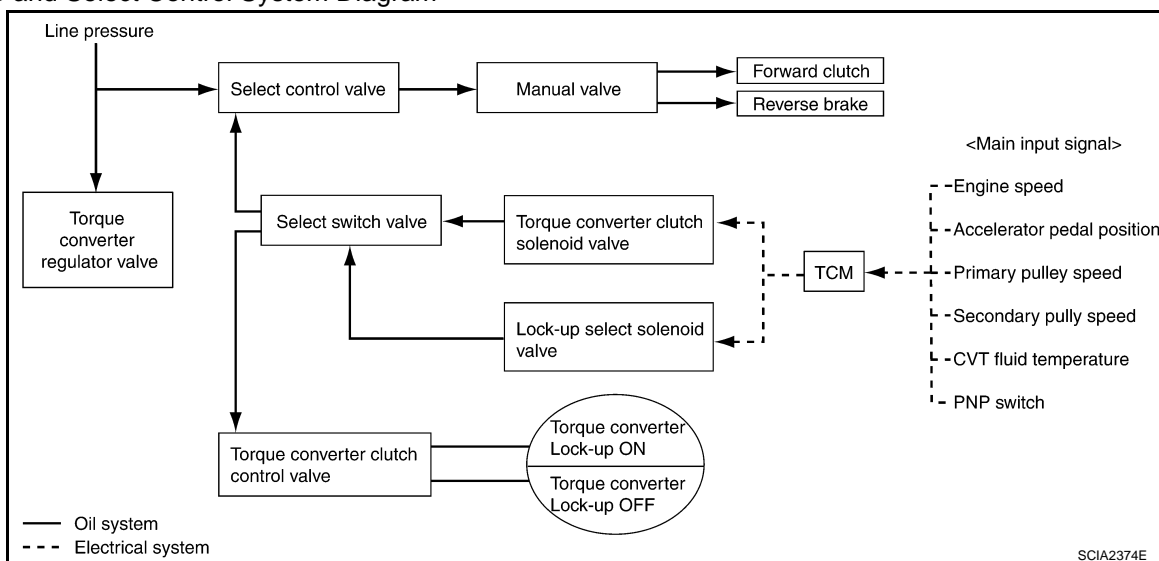 and Select Control System Diagram
Line pressure
Select control valve
Manual valve
Forward clutch
Reverse brake
<Main input signal>
Torque
converter
regulator valve
Select switch valve
Torque converter clutch
solenoid valve
TCM
Engine speed
Accelerator pedal position
Primary pulley speed
Secondary pully speed
CVT fluid temperature
PNP switch
Lock-up select solenoid
valve
Torque converter clutch
control valve
Torque converter
Lock-up ON
Torque converter
Lock-up OFF
Oil system
Electrical system
SCIA2374E